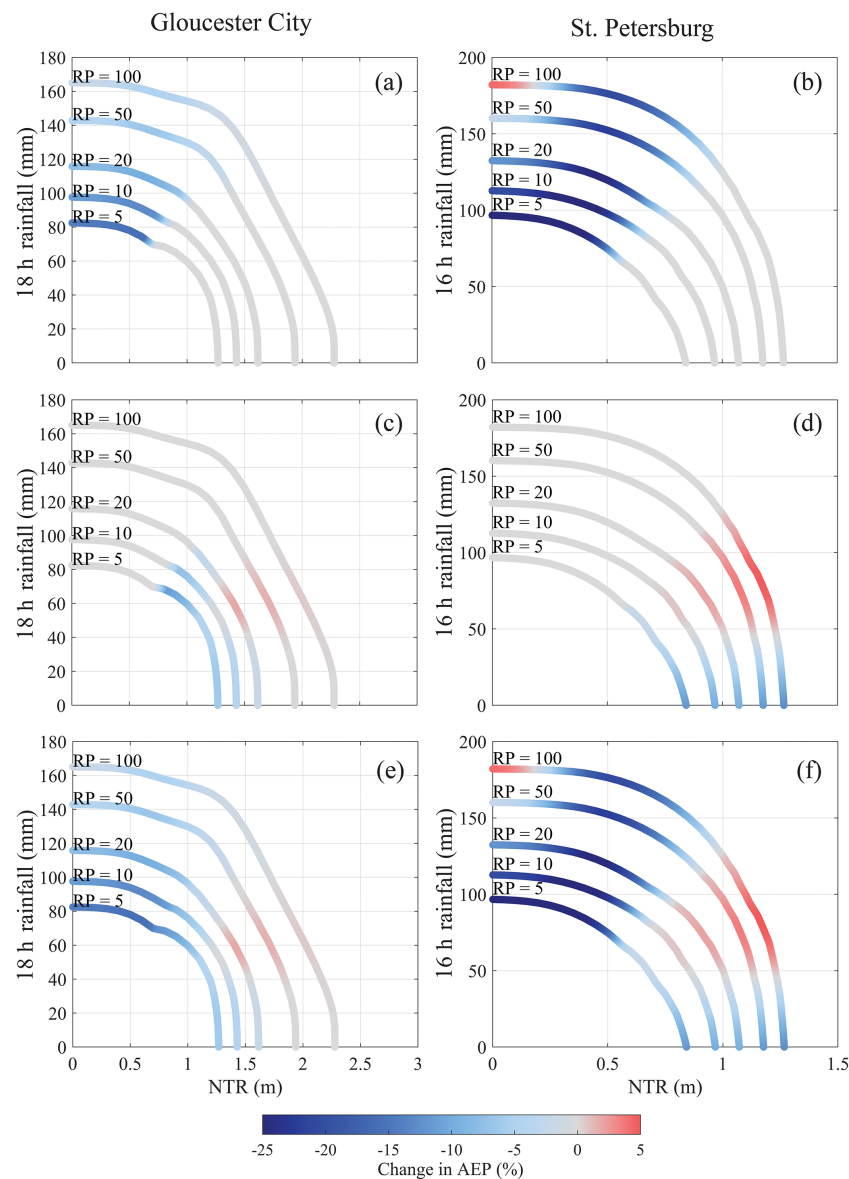 Gloucester City
St. Petersburg
180
160
140
120
100
80
60
40
20
0
18 h rainfall (mm)
RP = 100
RP = 50
RP = 20
RP = 10
RP = 5
(a)
200
150
100
50
0
16 h rainfall (mm)
RP = 100
RP = 50
RP = 20
RP = 10
RP = 5
(b)
180
160
140
120
100
80
60
40
20
0
18 h rainfall (mm)
RP = 100
RP = 50
RP = 20
RP = 10
RP = 5
(c)
200
150
100
50
0
16 h rainfall (mm)
RP = 100
RP = 50
RP = 20
RP = 10
RP = 5
(d)
180
160
140
120
100
80
60
40
20
0
18 h rainfall (mm)
RP = 100
RP = 50
RP = 20
RP = 10
RP = 5
(e)
0 0.5 1 1.5 2 2.5 3
NTR (m)
200
150
100
50
0
16 h rainfall (mm)
RP = 100
RP = 50
RP = 20
RP = 10
RP = 5
(f)
0 0.5 1 1.5
NTR (m)
-25 -20 -15 -10 -5 0 5
Change in AEP (%)